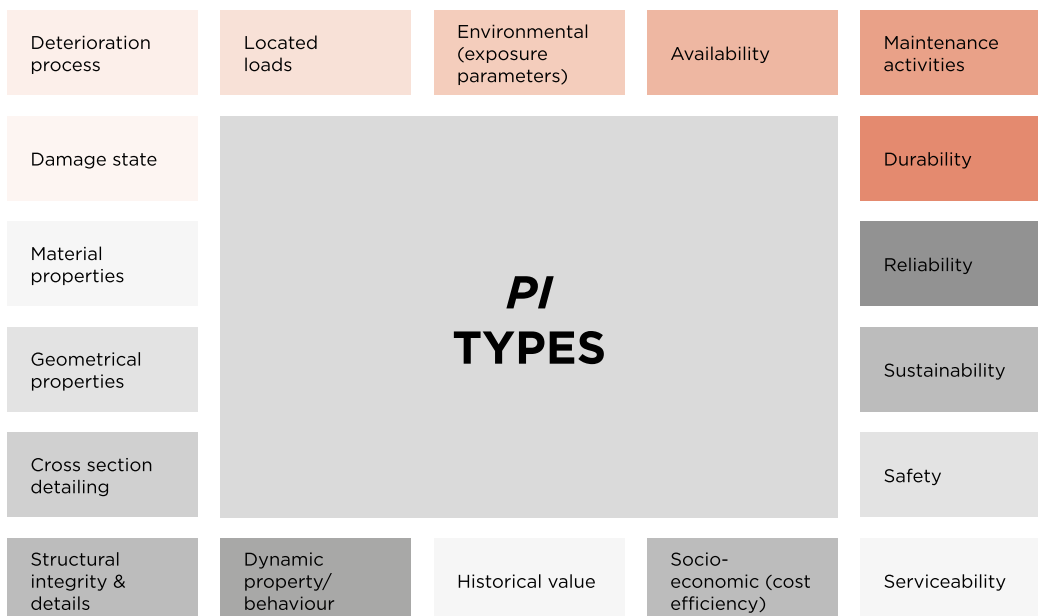 Deterioration
process
Located
loads
Environmental
(exposure
parameters)
Availability
Maintenance
activities
Damage state
Durability
Material
properties
Reliability
PI
TYPES
Geometrical
properties
Sustainability
Cross section
detailing
Safety
Structural
integrity &
details
Dynamic
property/
behaviour
Historical value
Socio-
economic (cost
efficiency)
Serviceability